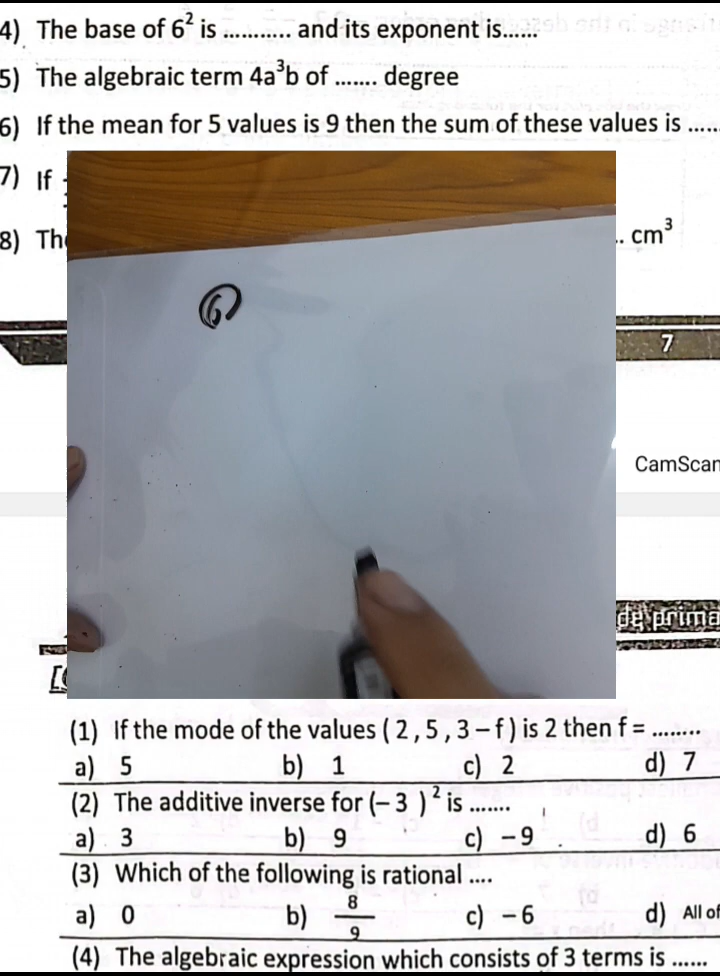 4) The base of 6² is ........... and its exponent is......
5) The algebraic term 4a³b of ....... degree
6) If the mean for 5 values is 9 then the sum of these values is .....
7) If
8)
.. cm³
6
7
CamScan
de prima
(1) If the mode of the values ( 2 , 5 , 3 – f ) is 2 then f = ........
a) 5 b) 1 c) 2 d) 7
(2) The additive inverse for (– 3 )² is .......
a) 3 b) 9 c) – 9 d) 6
(3) Which of the following is rational ....
a) 0 b) 8/9 c) – 6 d) All of
(4) The algebraic expression which consists of 3 terms is ......